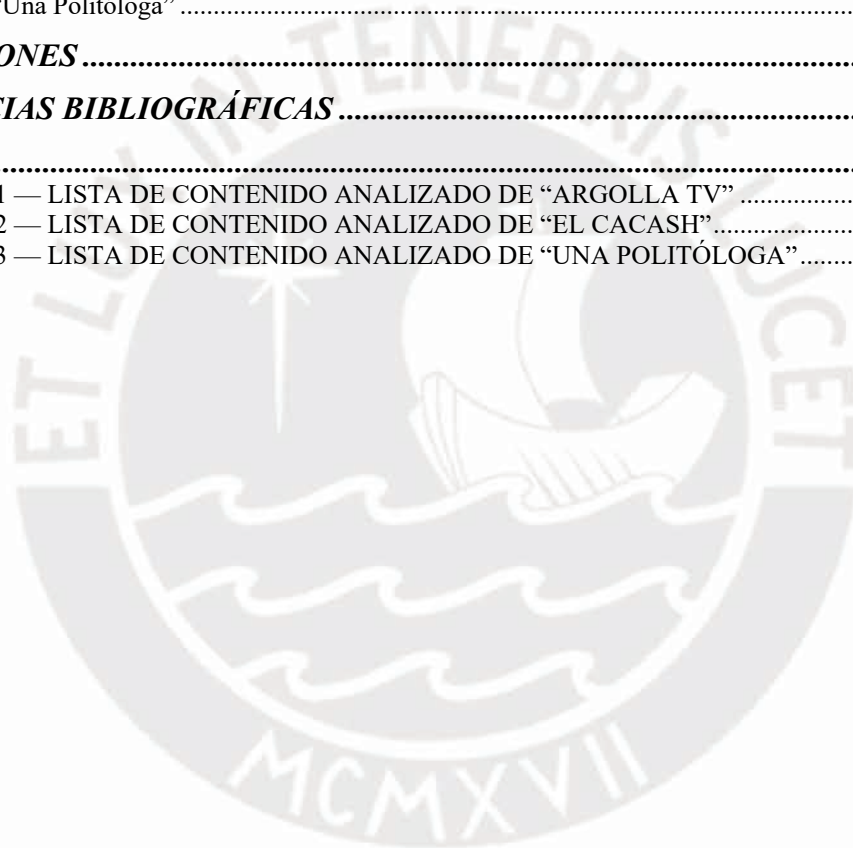 “Una Politóloga”
ONES
CIAS BIBLIOGRÁFICAS
1 — LISTA DE CONTENIDO ANALIZADO DE “ARGOLLA TV”
2 — LISTA DE CONTENIDO ANALIZADO DE “EL CACASH”
3 — LISTA DE CONTENIDO ANALIZADO DE “UNA POLITÓLOGA”
ET LUX IN TENEBRIS LUCET
MCMXVII